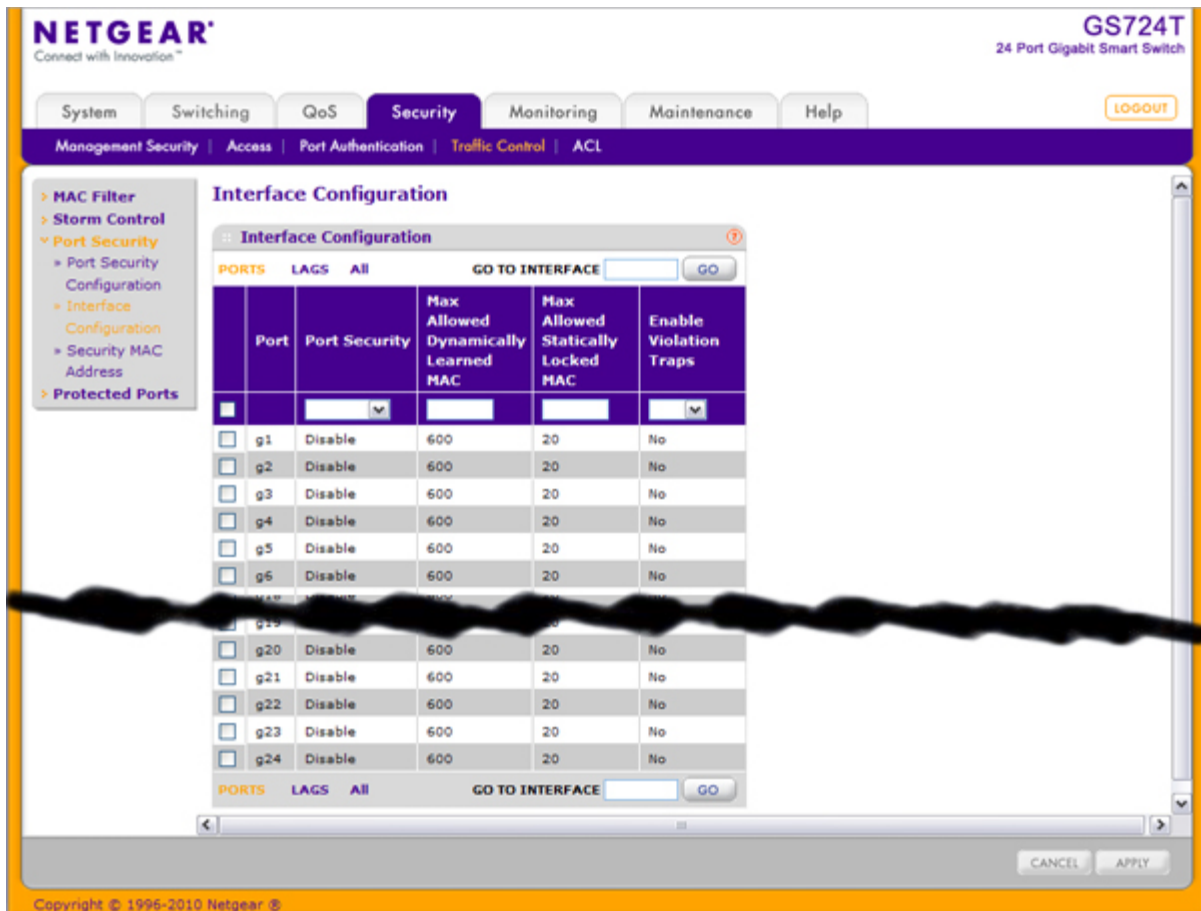 NETGEAR®
Connect with Innovation™
GS724T
24 Port Gigabit Smart Switch
System Switching QoS Security Monitoring Maintenance Help LOGOUT
Management Security | Access | Port Authentication | Traffic Control | ACL
MAC Filter
Storm Control
Port Security
Port Security
Configuration
Interface
Configuration
Security MAC
Address
Protected Ports
Interface Configuration
Interface Configuration ?
PORTS LAGS All GO TO INTERFACE GO
Port Port Security Max Allowed Dynamically Learned MAC Max Allowed Statically Locked MAC Enable Violation Traps
g1 Disable 600 20 No
g2 Disable 600 20 No
g3 Disable 600 20 No
g4 Disable 600 20 No
g5 Disable 600 20 No
g6 Disable 600 20 No
g19
g20 Disable 600 20 No
g21 Disable 600 20 No
g22 Disable 600 20 No
g23 Disable 600 20 No
g24 Disable 600 20 No
PORTS LAGS All GO TO INTERFACE GO
CANCEL APPLY
Copyright © 1996-2010 Netgear ®